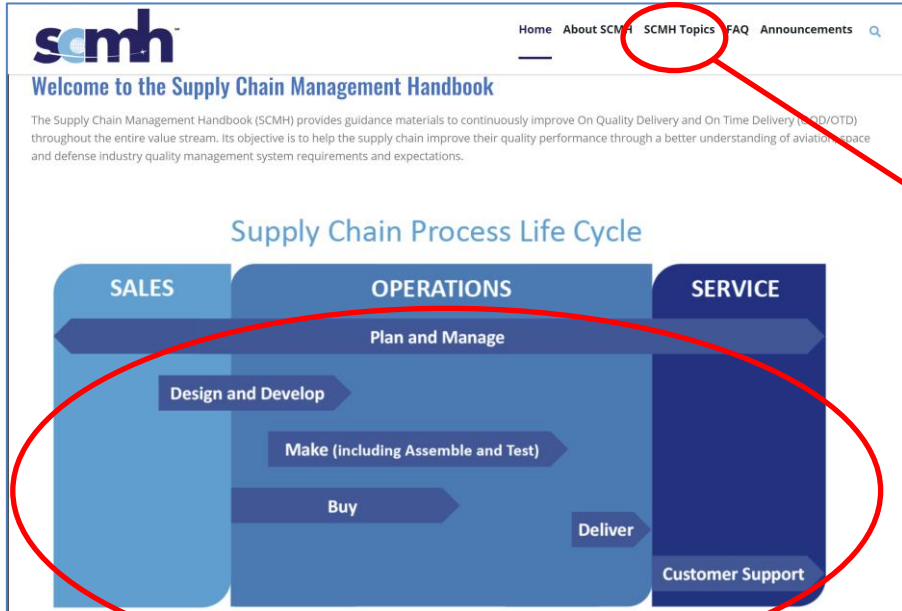 scmh
Home About SCMH SCMH Topics FAQ Announcements
Welcome to the Supply Chain Management Handbook
The Supply Chain Management Handbook (SCMH) provides guidance materials to continuously improve On Quality Delivery and On Time Delivery (OQD/OTD)
throughout the entire value stream. Its objective is to help the supply chain improve their quality performance through a better understanding of aviation, space
and defense industry quality management system requirements and expectations.
Supply Chain Process Life Cycle
SALES OPERATIONS SERVICE
Plan and Manage
Design and Develop
Make (including Assemble and Test)
Buy
Deliver
Customer Support